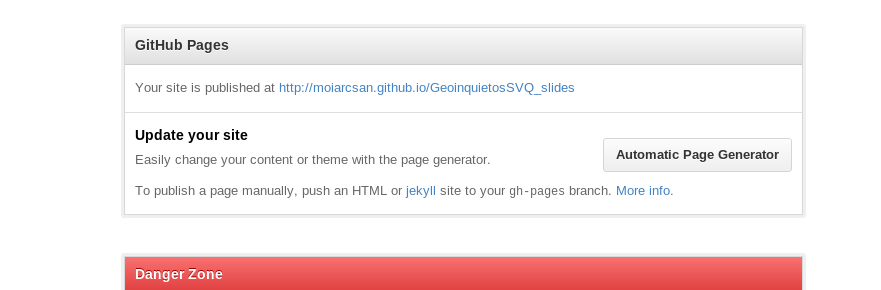 GitHub Pages
Your site is published at http://moiarcsan.github.io/GeoinquietosSVQ_slides
Update your site
Easily change your content or theme with the page generator.
Automatic Page Generator
To publish a page manually, push an HTML or jekyll site to your gh-pages branch. More info.
Danger Zone